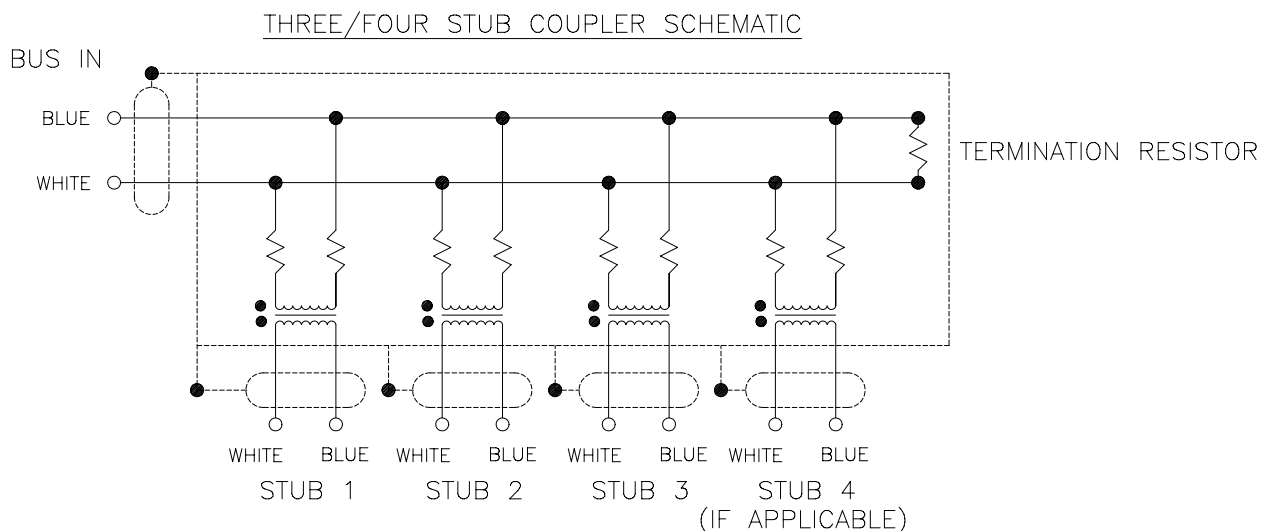 THREE/FOUR STUB COUPLER SCHEMATIC
BUS IN
BLUE
WHITE
TERMINATION RESISTOR
WHITE BLUE WHITE BLUE WHITE BLUE WHITE BLUE
STUB 1 STUB 2 STUB 3 STUB 4
(IF APPLICABLE)